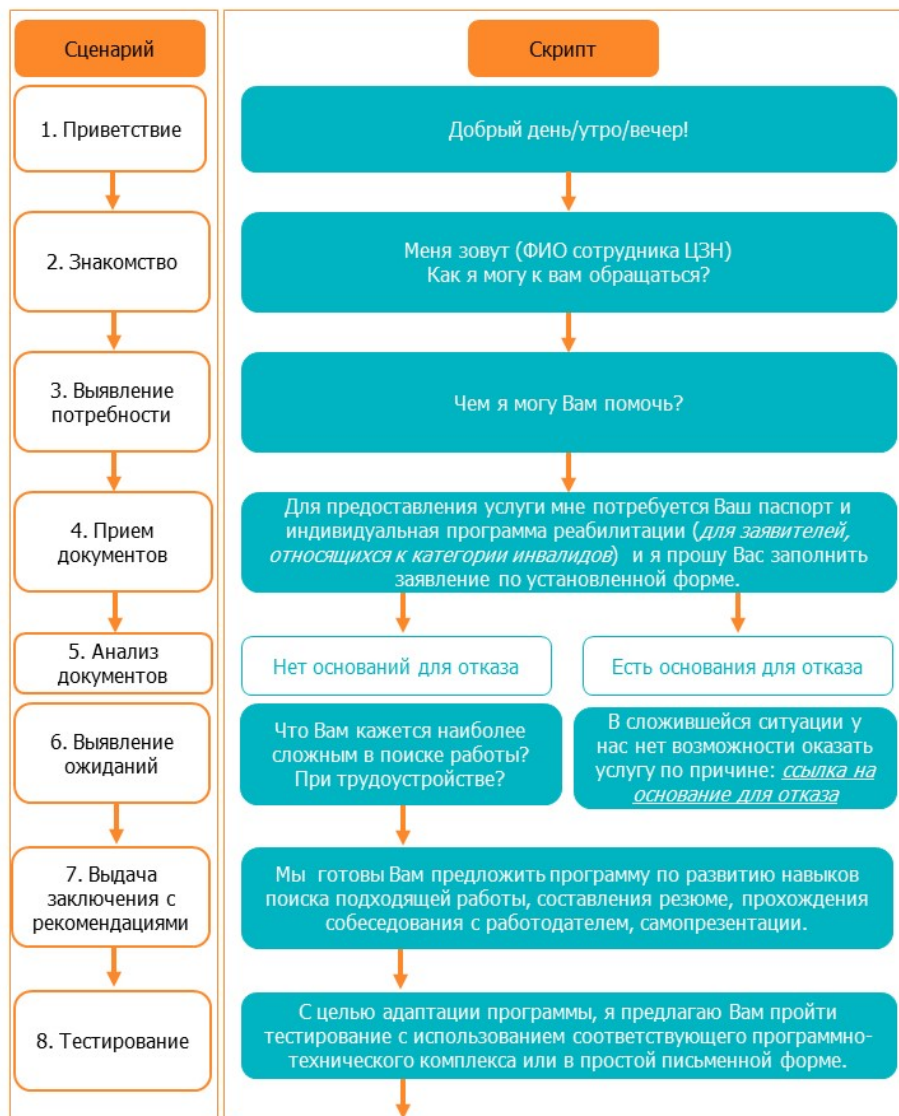 Сценарий
Скрипт
1. Приветствие
Добрый день/утро/вечер!
2. Знакомство
Меня зовут (ФИО сотрудника ЦЗН)
Как я могу к вам обращаться?
3. Выявление
потребности
Чем я могу Вам помочь?
4. Прием
документов
Для предоставления услуги мне потребуется Ваш паспорт и
индивидуальная программа реабилитации (для заявителей,
относящихся к категории инвалидов) и я прошу Вас заполнить
заявление по установленной форме.
5. Анализ
документов
Нет оснований для отказа
Есть основания для отказа
6. Выявление
ожиданий
Что Вам кажется наиболее
сложным в поиске работы?
При трудоустройстве?
В сложившейся ситуации у
нас нет возможности оказать
услугу по причине: ссылка на
основание для отказа
7. Выдача
заключения с
рекомендациями
Мы готовы Вам предложить программу по развитию навыков
поиска подходящей работы, составления резюме, прохождения
собеседования с работодателем, самопрезентации.
8. Тестирование
С целью адаптации программы, я предлагаю Вам пройти
тестирование с использованием соответствующего программно-
технического комплекса или в простой письменной форме.